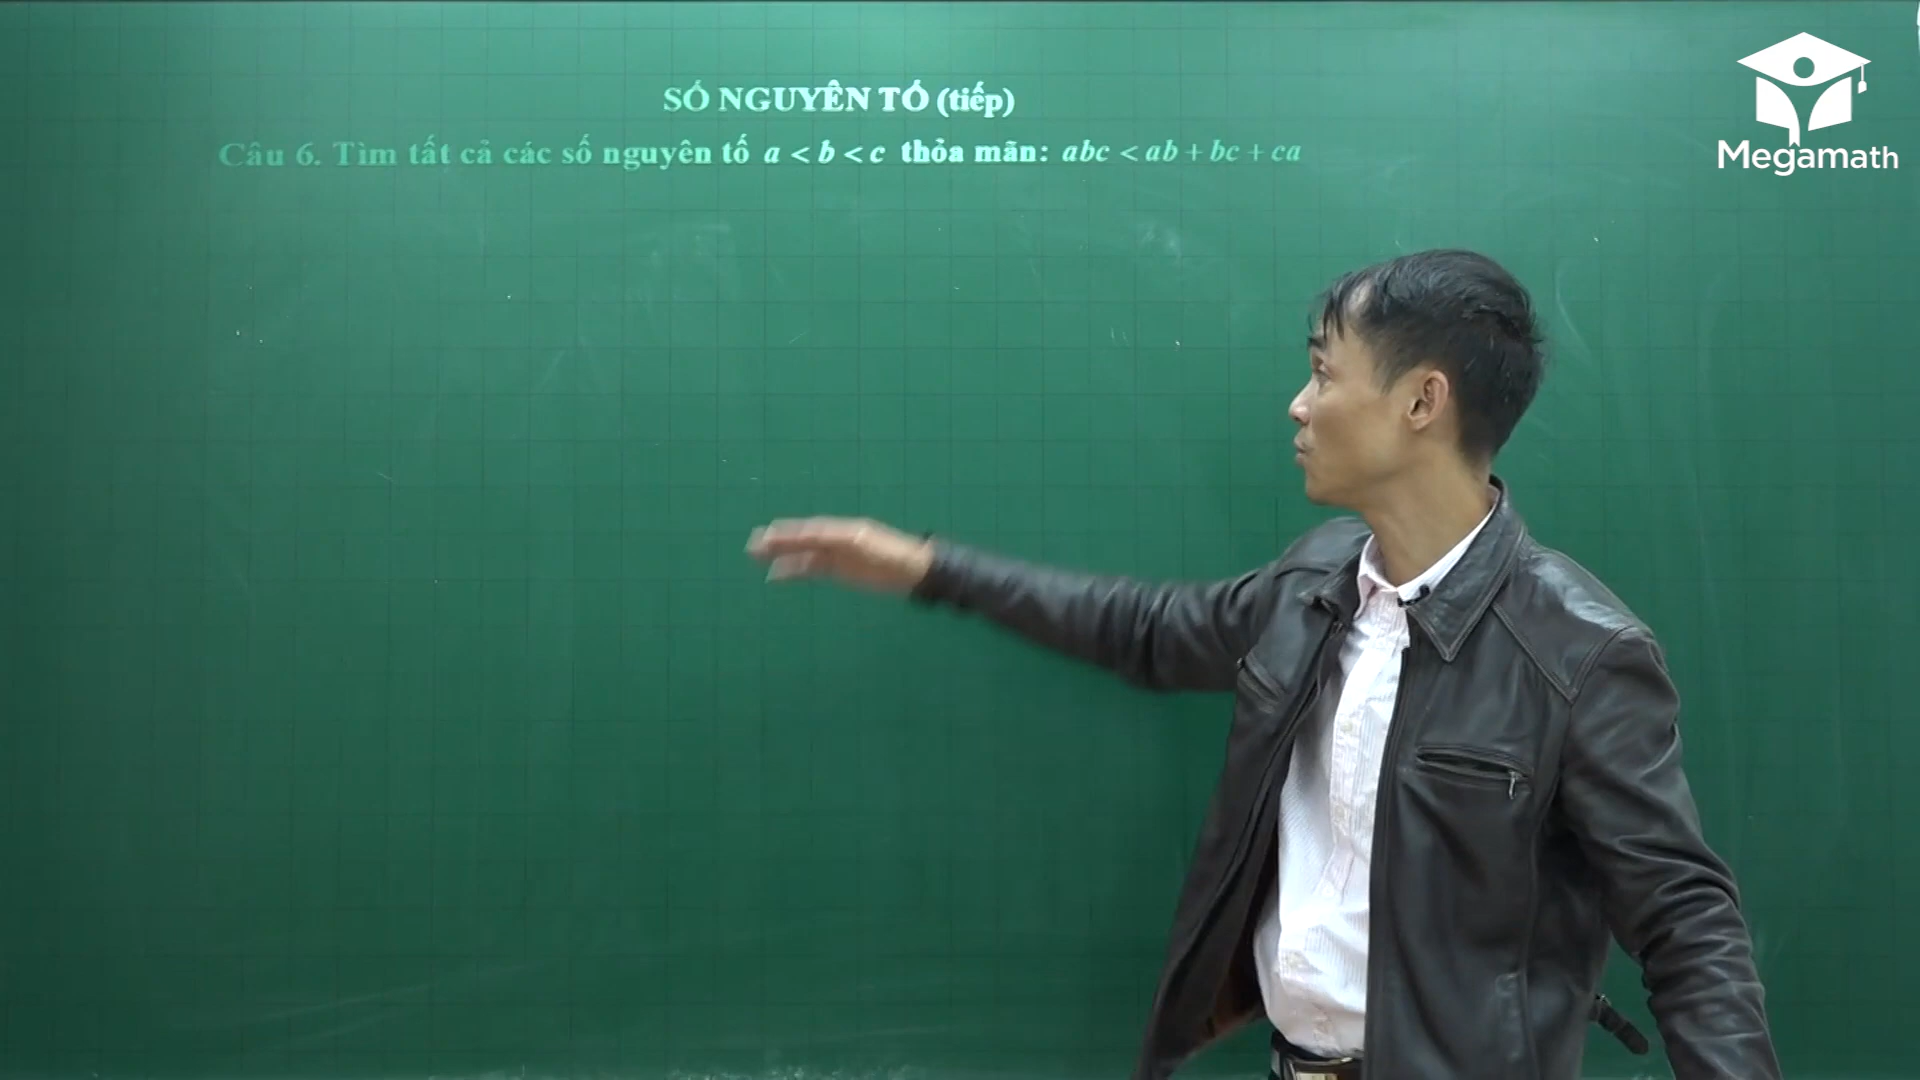 SỐ NGUYÊN TỐ (tiếp)
Câu 6. Tìm tất cả các số nguyên tố a < b < c thỏa mãn: abc < ab + bc + ca
Megamath